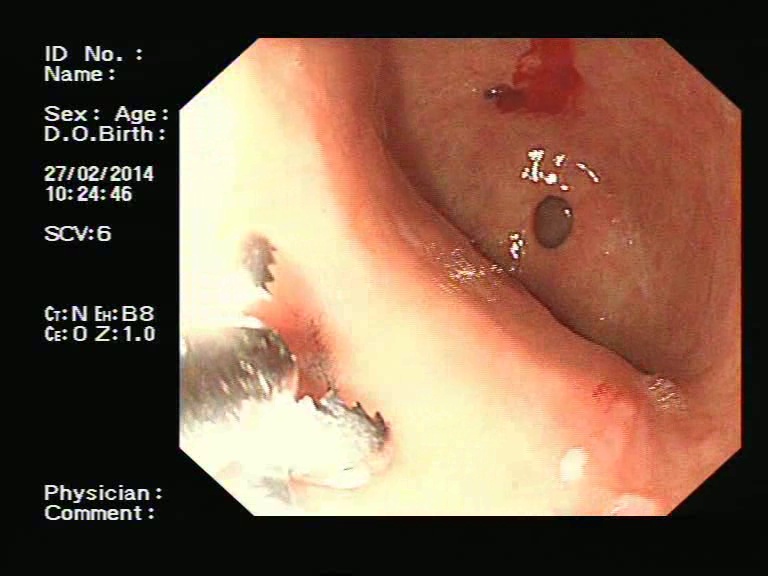 ID No. :
Name:
Sex: Age:
D.O.Birth:
27/02/2014
10:24:46
SCV:6
CT:N EH:B8
CE:0 Z:1.0
Physician:
Comment: